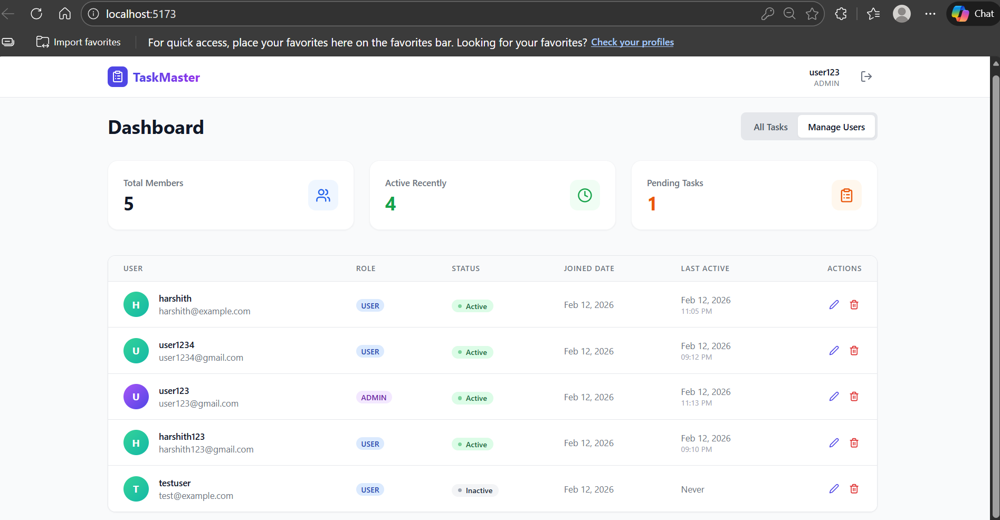 localhost:5173
Chat
Import favorites
For quick access, place your favorites here on the favorites bar. Looking for your favorites? Check your profiles
TaskMaster
user123
ADMIN
Dashboard
All Tasks
Manage Users
Total Members
5
Active Recently
4
Pending Tasks
1
USER ROLE STATUS JOINED DATE LAST ACTIVE ACTIONS
H
harshith
harshith@example.com
USER
Active
Feb 12, 2026
Feb 12, 2026
11:05 PM
U
user1234
user1234@gmail.com
USER
Active
Feb 12, 2026
Feb 12, 2026
09:12 PM
U
user123
user123@gmail.com
ADMIN
Active
Feb 12, 2026
Feb 12, 2026
11:13 PM
H
harshith123
harshith123@gmail.com
USER
Active
Feb 12, 2026
Feb 12, 2026
09:10 PM
T
testuser
test@example.com
USER
Inactive
Feb 12, 2026
Never